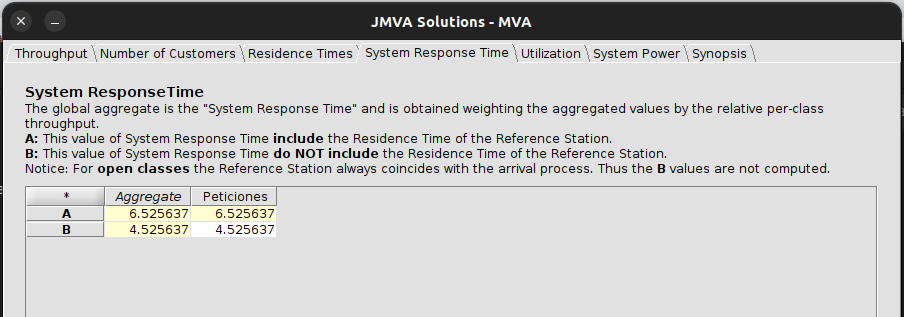 JMVA Solutions - MVA
Throughput Number of Customers Residence Times System Response Time Utilization System Power Synopsis
System ResponseTime
The global aggregate is the "System Response Time" and is obtained weighting the aggregated values by the relative per-class
throughput.
A: This value of System Response Time include the Residence Time of the Reference Station.
B: This value of System Response Time do NOT include the Residence Time of the Reference Station.
Notice: For open classes the Reference Station always coincides with the arrival process. Thus the B values are not computed.
* Aggregate Peticiones
A 6.525637 6.525637
B 4.525637 4.525637